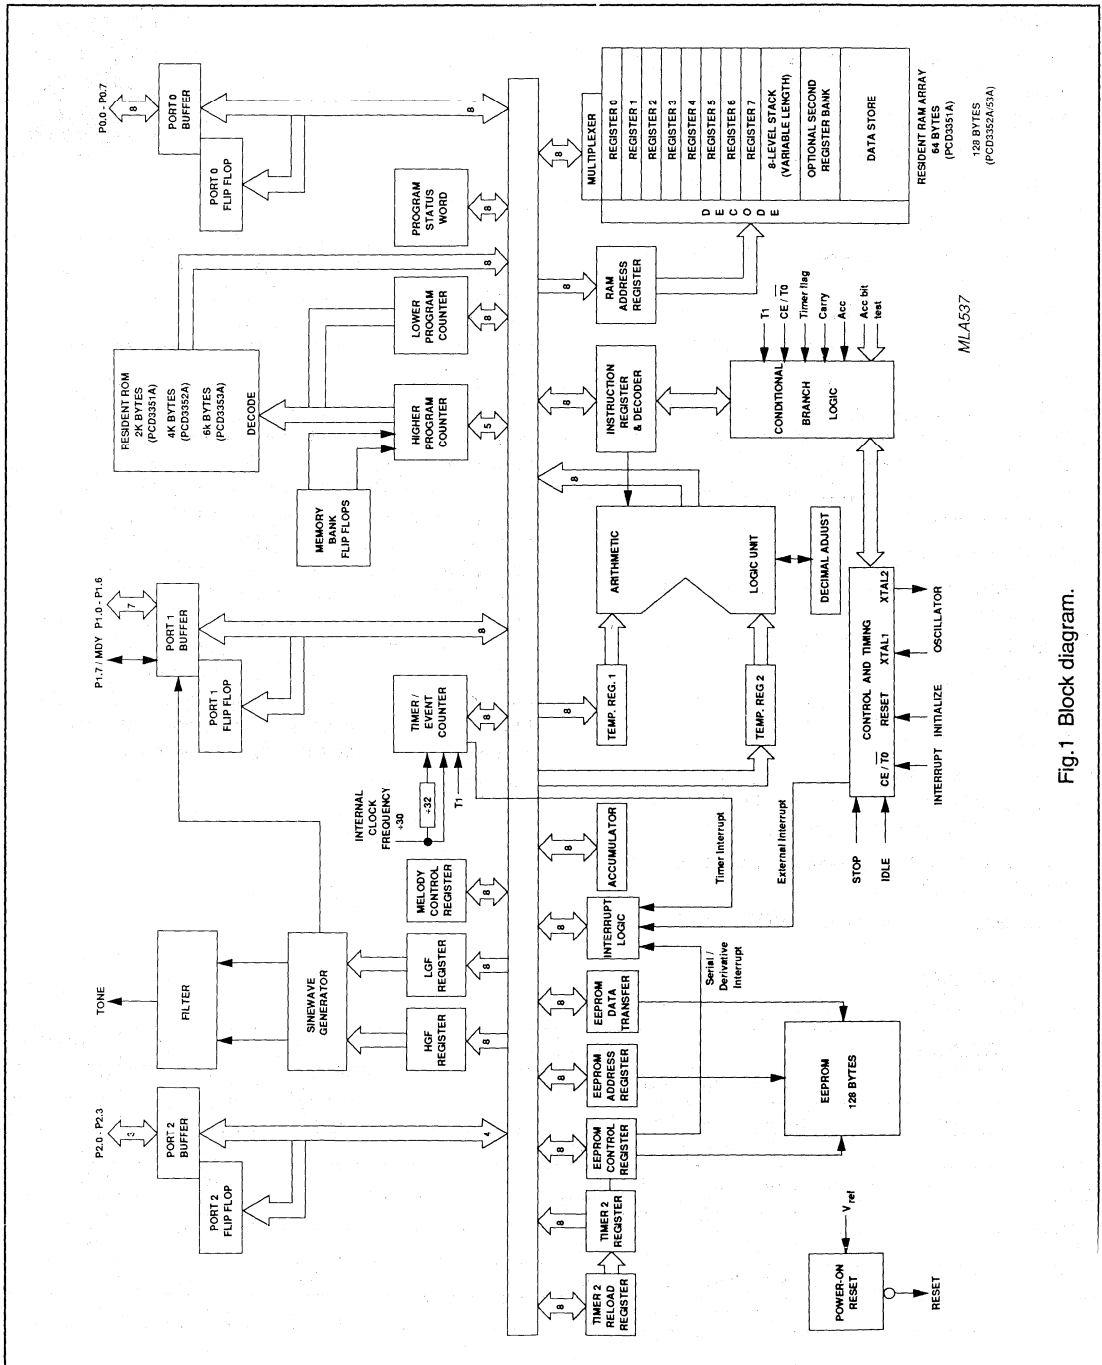 P2.0 - P2.3
3
PORT 2
BUFFER
PORT 2
FLIP FLOP
4
TONE
FILTER
SINEWAVE
GENERATOR
HGF
REGISTER
8
LGF
REGISTER
8
MELODY
CONTROL
REGISTER
8
INTERNAL
CLOCK
FREQUENCY
÷30
÷32
T1
TIMER /
EVENT
COUNTER
8
P1.7 / MDY
P1.0 - P1.6
7
PORT 1
BUFFER
PORT 1
FLIP FLOP
8
MEMORY
BANK
FLIP FLOPS
RESIDENT ROM
2K BYTES
(PCD3351A)
4K BYTES
(PCD3352A)
6k BYTES
(PCD3353A)
DECODE
HIGHER
PROGRAM
COUNTER
5
LOWER
PROGRAM
COUNTER
8
8
PROGRAM
STATUS
WORD
8
P0.0 - P0.7
8
PORT 0
BUFFER
PORT 0
FLIP FLOP
8
8
TIMER 2
RELOAD
REGISTER
8
TIMER 2
REGISTER
8
EEPROM
CONTROL
REGISTER
8
EEPROM
ADDRESS
REGISTER
8
EEPROM
DATA
TRANSFER
8
INTERRUPT
LOGIC
8
ACCUMULATOR
8
TEMP. REG. 1
TEMP. REG 2
8
ARITHMETIC
LOGIC UNIT
DECIMAL ADJUST
8
INSTRUCTION
REGISTER
& DECODER
8
RAM
ADDRESS
REGISTER
8
MULTIPLEXER
REGISTER 0
REGISTER 1
REGISTER 2
REGISTER 3
REGISTER 4
REGISTER 5
REGISTER 6
REGISTER 7
8-LEVEL STACK
(VARIABLE LENGTH)
OPTIONAL SECOND
REGISTER BANK
DATA STORE
D E C O D E
RESIDENT RAM ARRAY
64 BYTES
(PCD3351A)
128 BYTES
(PCD3352A/53A)
Serial /
Derivative
Interrupt
Timer Interrupt
External Interrupt
EEPROM
128 BYTES
V ref
POWER-ON
RESET
RESET
STOP
IDLE
CONTROL AND TIMING
CE / T0 RESET XTAL1 XTAL2
INTERRUPT INITIALIZE OSCILLATOR
CONDITIONAL
BRANCH
LOGIC
T1
CE / T0
Timer flag
Carry
Acc
Acc bit
test
MLA537
Fig.1 Block diagram.